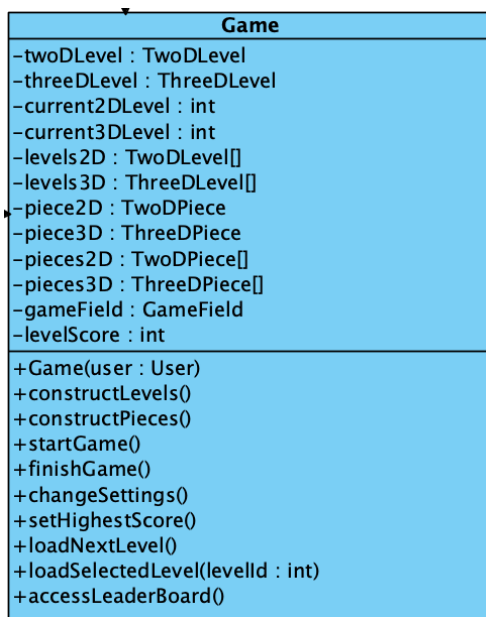 Game
-twoDLevel : TwoDLevel
-threeDLevel : ThreeDLevel
-current2DLevel : int
-current3DLevel : int
-levels2D : TwoDLevel[]
-levels3D : ThreeDLevel[]
-piece2D : TwoDPiece
-piece3D : ThreeDPiece
-pieces2D : TwoDPiece[]
-pieces3D : ThreeDPiece[]
-gameField : GameField
-levelScore : int
+Game(user : User)
+constructLevels()
+constructPieces()
+startGame()
+finishGame()
+changeSettings()
+setHighestScore()
+loadNextLevel()
+loadSelectedLevel(levelId : int)
+accessLeaderBoard()